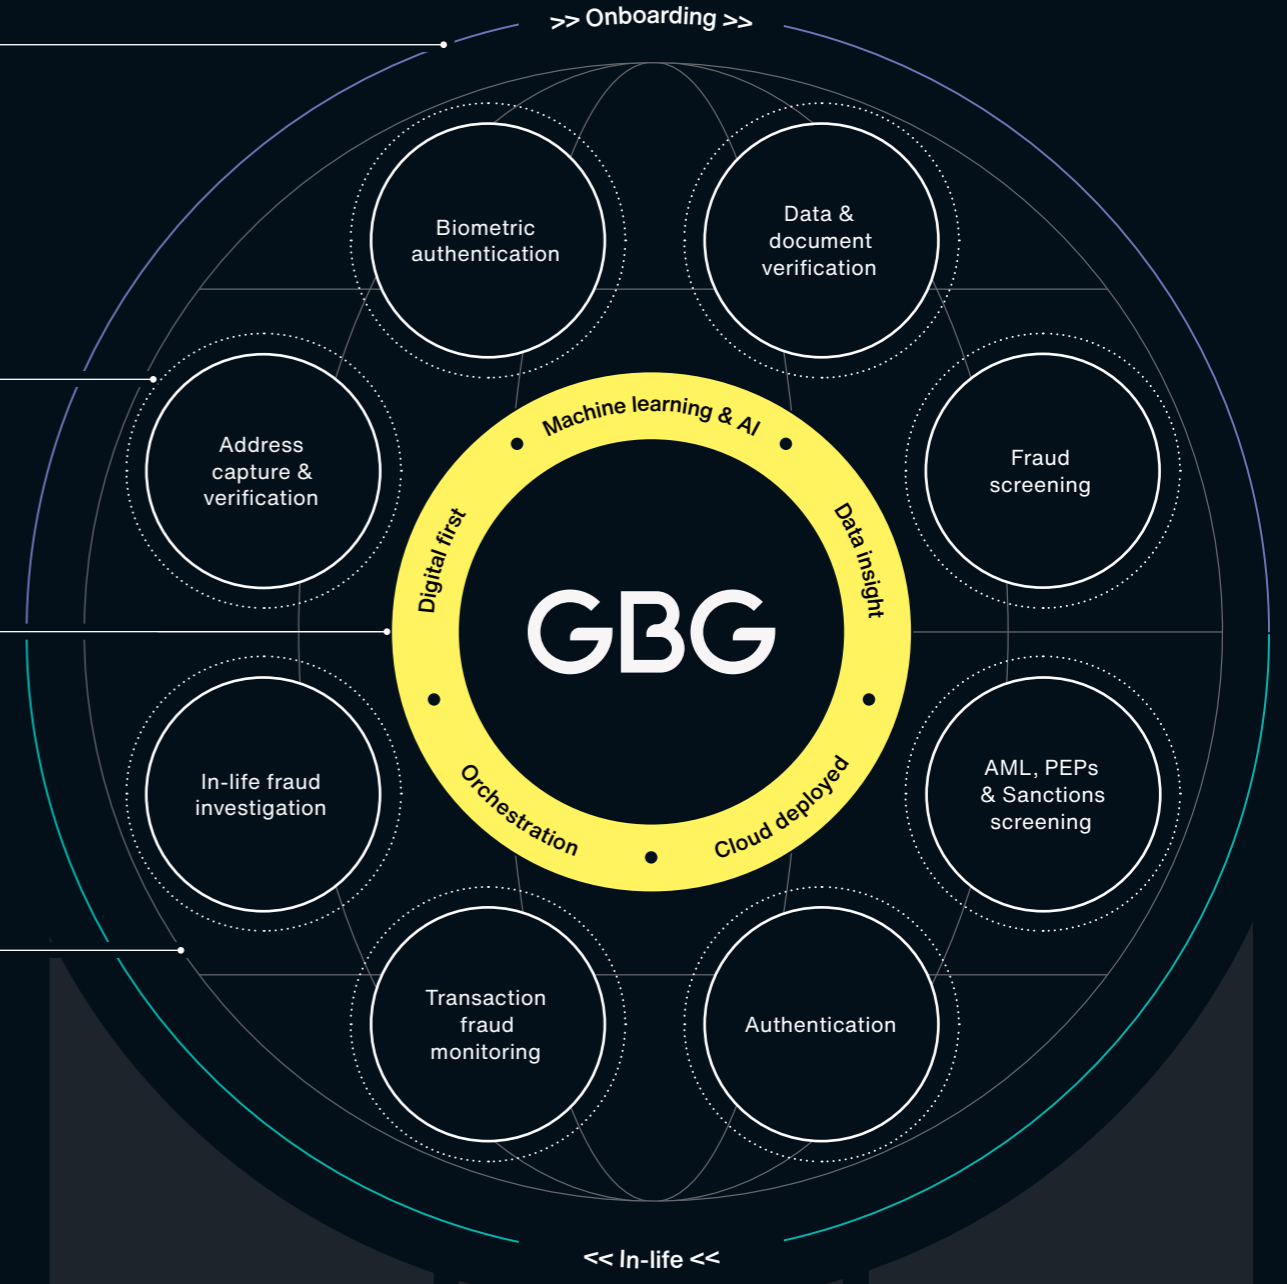 >> Onboarding >>
Biometric
authentication
Data &
document
verification
Address
capture &
verification
Fraud
screening
Machine learning & AI
Digital first
Data insight
GBG
Orchestration
Cloud deployed
In-life fraud
investigation
AML, PEPs
& Sanctions
screening
Transaction
fraud
monitoring
Authentication
<< In-life <<